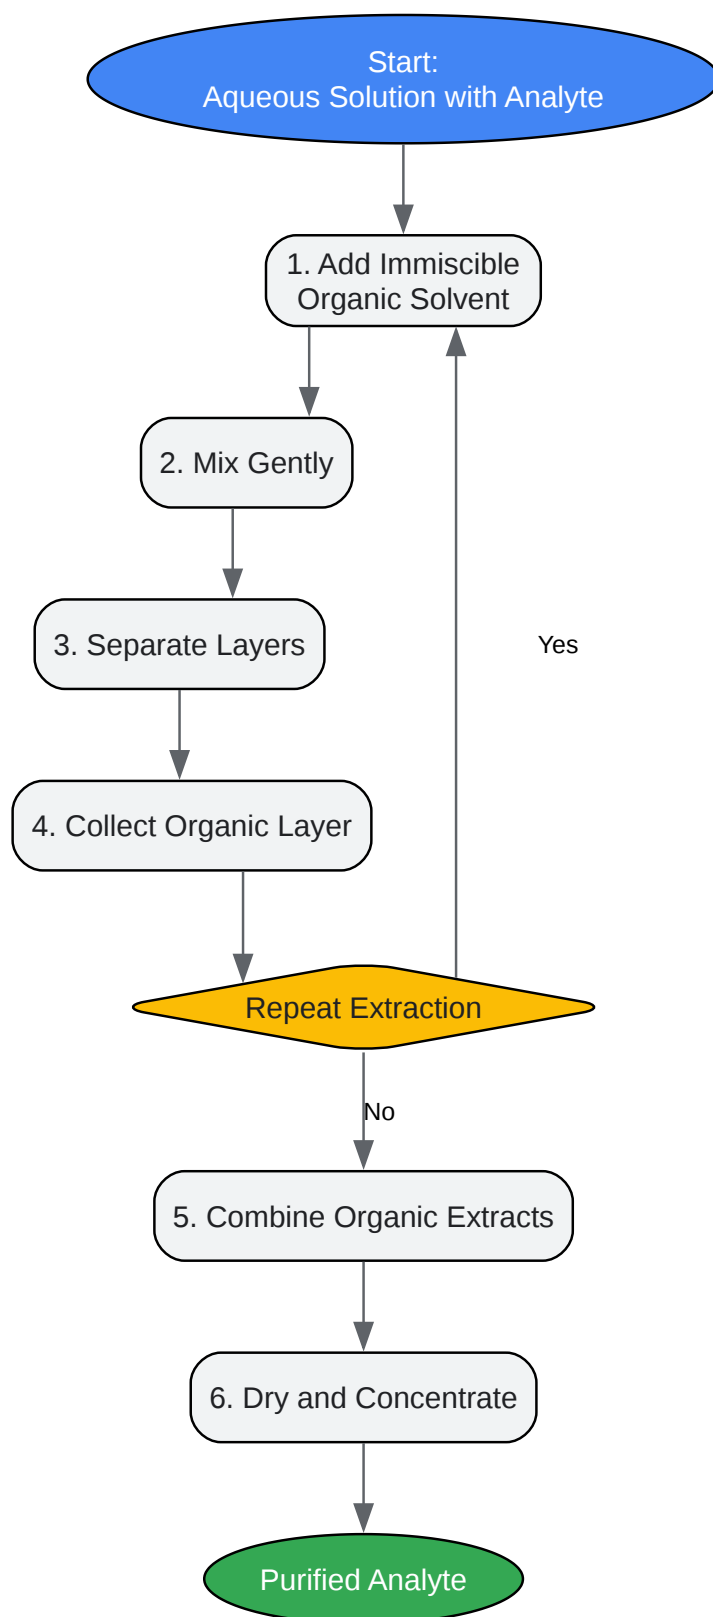 Start:
Aqueous Solution with Analyte
1. Add Immiscible
Organic Solvent
2. Mix Gently
3. Separate Layers
Yes
4. Collect Organic Layer
Repeat Extraction
No
5. Combine Organic Extracts
6. Dry and Concentrate
Purified Analyte